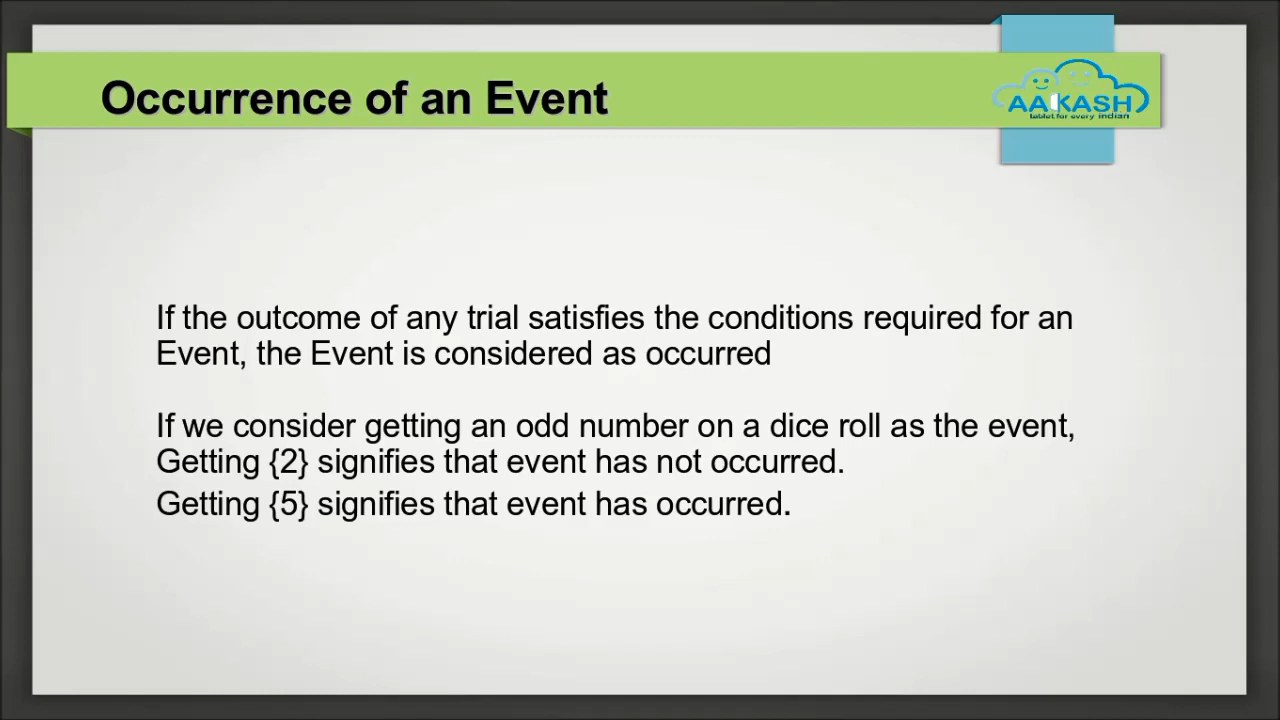 Occurrence of an Event
AAKASH
tablet for every indian
If the outcome of any trial satisfies the conditions required for an
Event, the Event is considered as occurred
If we consider getting an odd number on a dice roll as the event,
Getting {2} signifies that event has not occurred.
Getting {5} signifies that event has occurred.